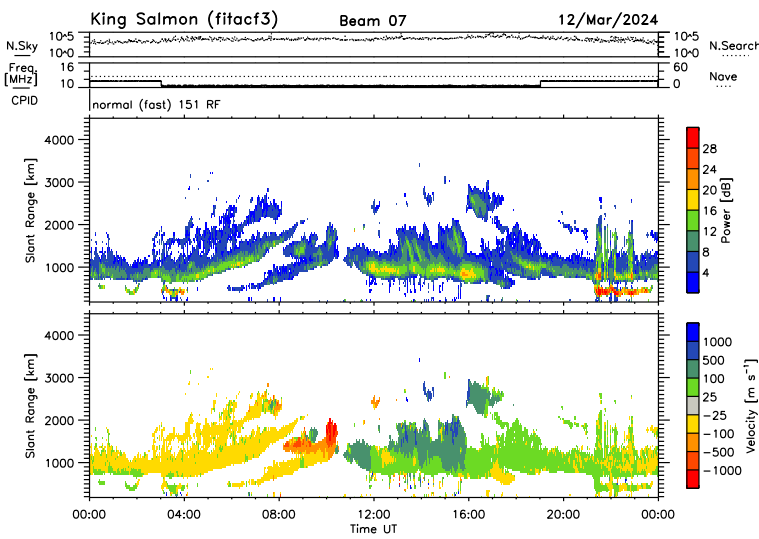 King Salmon (fitacf3) Beam 07 12/Mar/2024
N.Sky 10^5 10^0 10^5 10^0 N.Search
Freq. [MHz] 16 10 60 0 Nave
CPID normal (fast) 151 RF
Slant Range [km] 4000 3000 2000 1000
Power [dB] 28 24 20 16 12 8 4
Slant Range [km] 4000 3000 2000 1000
Velocity [m s⁻¹] 1000 500 100 25 −25 −100 −500 −1000
00:00 04:00 08:00 12:00 16:00 20:00 00:00
Time UT